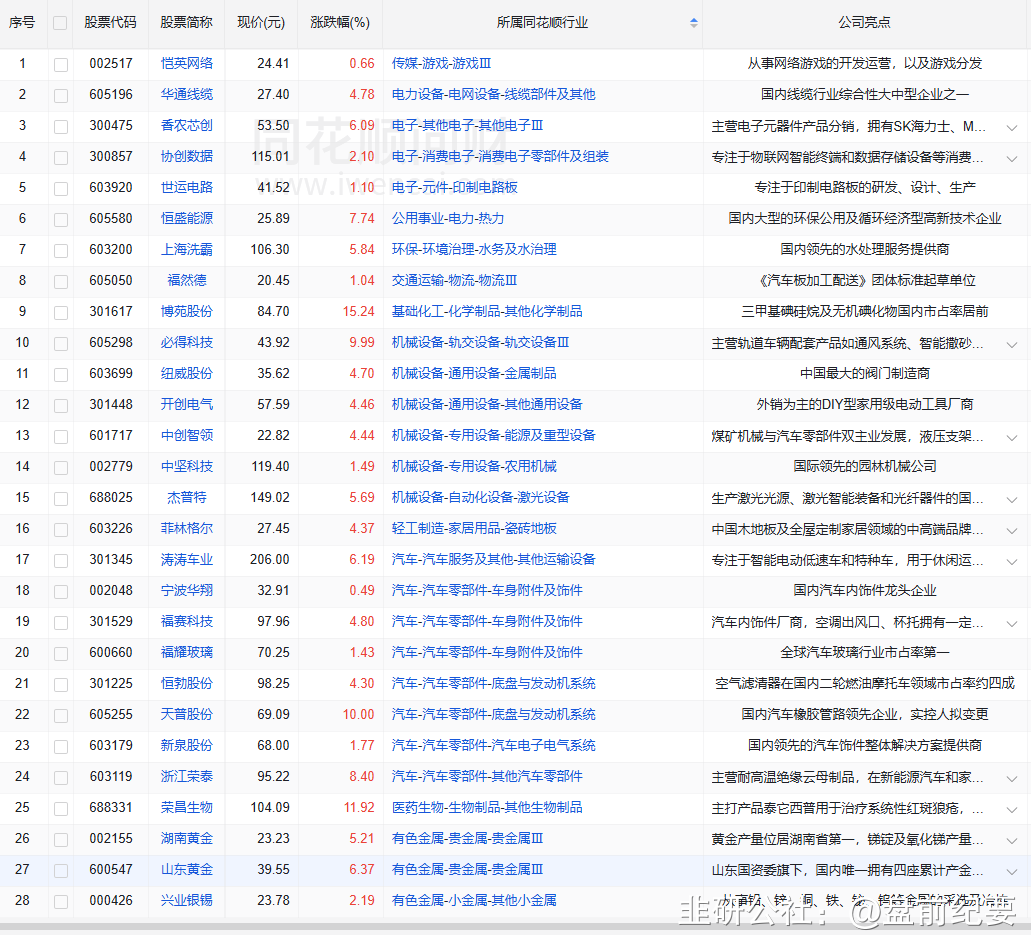 序号 股票代码 股票简称 现价(元) 涨跌幅(%) 所属同花顺行业 公司亮点
1 002517 恺英网络 24.41 0.66 传媒-游戏-游戏Ⅲ 从事网络游戏的开发运营，以及游戏分发
2 605196 华通线缆 27.40 4.78 电力设备-电网设备-线缆部件及其他 国内线缆行业综合性大中型企业之一
3 300475 香农芯创 53.50 6.09 电子-其他电子-其他电子Ⅲ 主营电子元器件产品分销，拥有SK海力士、M...
4 300857 协创数据 115.01 2.10 电子-消费电子-消费电子零部件及组装 专注于物联网智能终端和数据存储设备等消费...
5 603920 世运电路 41.52 1.10 电子-元件-印制电路板 专注于印制电路板的研发、设计、生产
6 605580 恒盛能源 25.89 7.74 公用事业-电力-热力 国内大型的环保公用及循环经济型高新技术企业
7 603200 上海洗霸 106.30 5.84 环保-环境治理-水务及水治理 国内领先的水处理服务提供商
8 605050 福然德 20.45 1.04 交通运输-物流-物流Ⅲ 《汽车板加工配送》团体标准起草单位
9 301617 博苑股份 84.70 15.24 基础化工-化学制品-其他化学制品 三甲基碘硅烷及无机碘化物国内市占率居前
10 605298 必得科技 43.92 9.99 机械设备-轨交设备-轨交设备Ⅲ 主营轨道车辆配套产品如通风系统、智能撒砂...
11 603699 纽威股份 35.62 4.70 机械设备-通用设备-金属制品 中国最大的阀门制造商
12 301448 开创电气 57.59 4.46 机械设备-通用设备-其他通用设备 外销为主的DIY型家用级电动工具厂商
13 601717 中创智领 22.82 4.44 机械设备-专用设备-能源及重型设备 煤矿机械与汽车零部件双主业发展，液压支架...
14 002779 中坚科技 119.40 1.49 机械设备-专用设备-农用机械 国际领先的园林机械公司
15 688025 杰普特 149.02 5.69 机械设备-自动化设备-激光设备 生产激光光源、激光智能装备和光纤器件的国...
16 603226 菲林格尔 27.45 4.37 轻工制造-家居用品-瓷砖地板 中国木地板及全屋定制家居领域的中高端品牌...
17 301345 涛涛车业 206.00 6.19 汽车-汽车服务及其他-其他运输设备 专注于智能电动低速车和特种车，用于休闲运...
18 002048 宁波华翔 32.91 0.49 汽车-汽车零部件-车身附件及饰件 国内汽车内饰件龙头企业
19 301529 福赛科技 97.96 4.80 汽车-汽车零部件-车身附件及饰件 汽车内饰件厂商，空调出风口、杯托拥有一定...
20 600660 福耀玻璃 70.25 1.43 汽车-汽车零部件-车身附件及饰件 全球汽车玻璃行业市占率第一
21 301225 恒勃股份 98.25 4.30 汽车-汽车零部件-底盘与发动机系统 空气滤清器在国内二轮燃油摩托车领域市占率约四成
22 605255 天普股份 69.09 10.00 汽车-汽车零部件-底盘与发动机系统 国内汽车橡胶管路领先企业，实控人拟变更
23 603179 新泉股份 68.00 1.77 汽车-汽车零部件-汽车电子电气系统 国内领先的汽车饰件整体解决方案提供商
24 603119 浙江荣泰 95.22 8.40 汽车-汽车零部件-其他汽车零部件 主营耐高温绝缘云母制品，在新能源汽车和家...
25 688331 荣昌生物 104.09 11.92 医药生物-生物制品-其他生物制品 主打产品泰它西普用于治疗系统性红斑狼疮，...
26 002155 湖南黄金 23.23 5.21 有色金属-贵金属-贵金属Ⅲ 黄金产量位居湖南省第一，锑锭及氧化锑产量...
27 600547 山东黄金 39.55 6.37 有色金属-贵金属-贵金属Ⅲ 山东国资委旗下，国内唯一拥有四座累计产金...
28 000426 兴业银锡 23.78 2.19 有色金属-小金属-其他小金属 铅、锌、铜、铁、
同花顺问财
www.iwencai.com
韭研公社：@盘前纪要